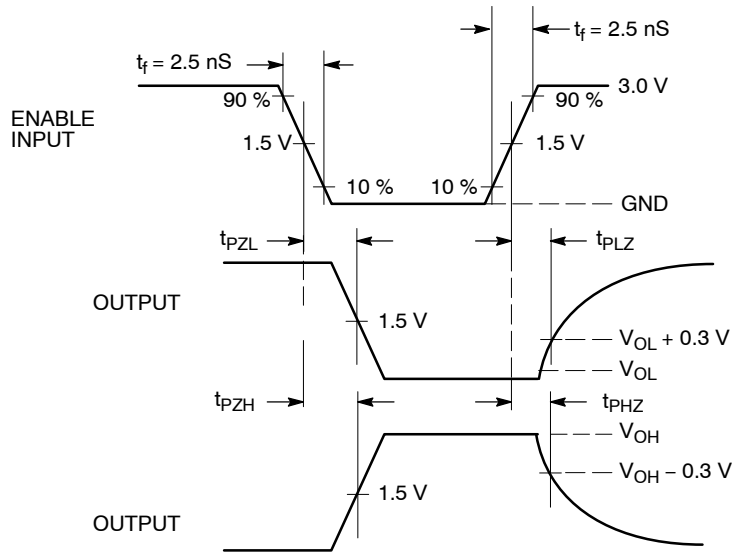 t_f = 2.5 nS
t_f = 2.5 nS
3.0 V
90 %
90 %
ENABLE
INPUT
1.5 V
1.5 V
10 %
10 %
GND
t_PZL
t_PLZ
OUTPUT
1.5 V
V_OL + 0.3 V
V_OL
t_PZH
t_PHZ
V_OH
V_OH − 0.3 V
1.5 V
OUTPUT